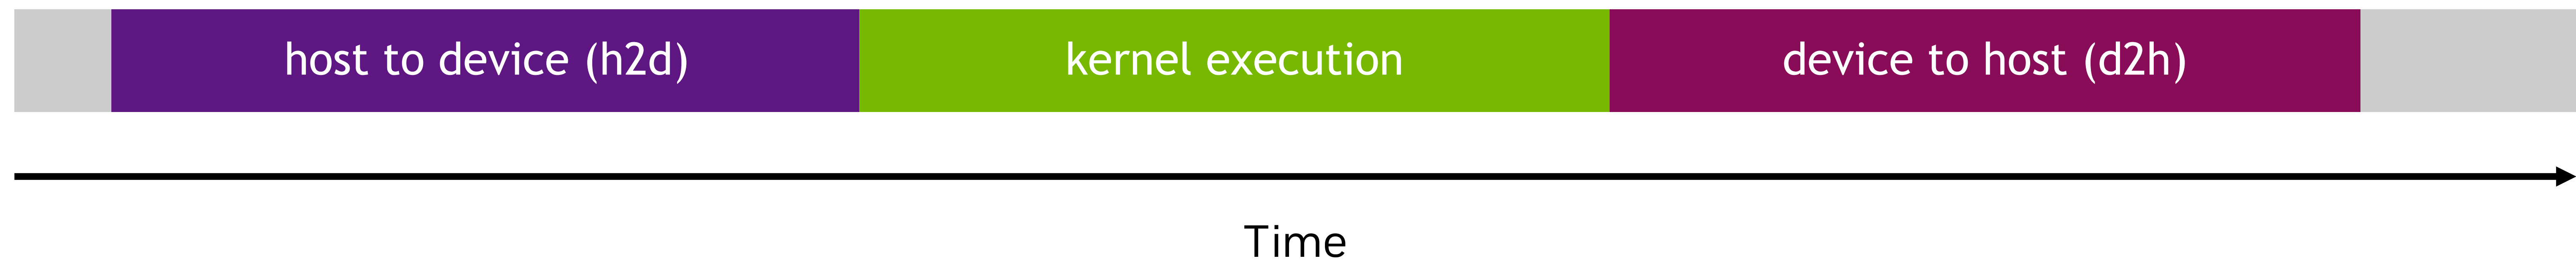 host to device (h2d)
kernel execution
device to host (d2h)
Time